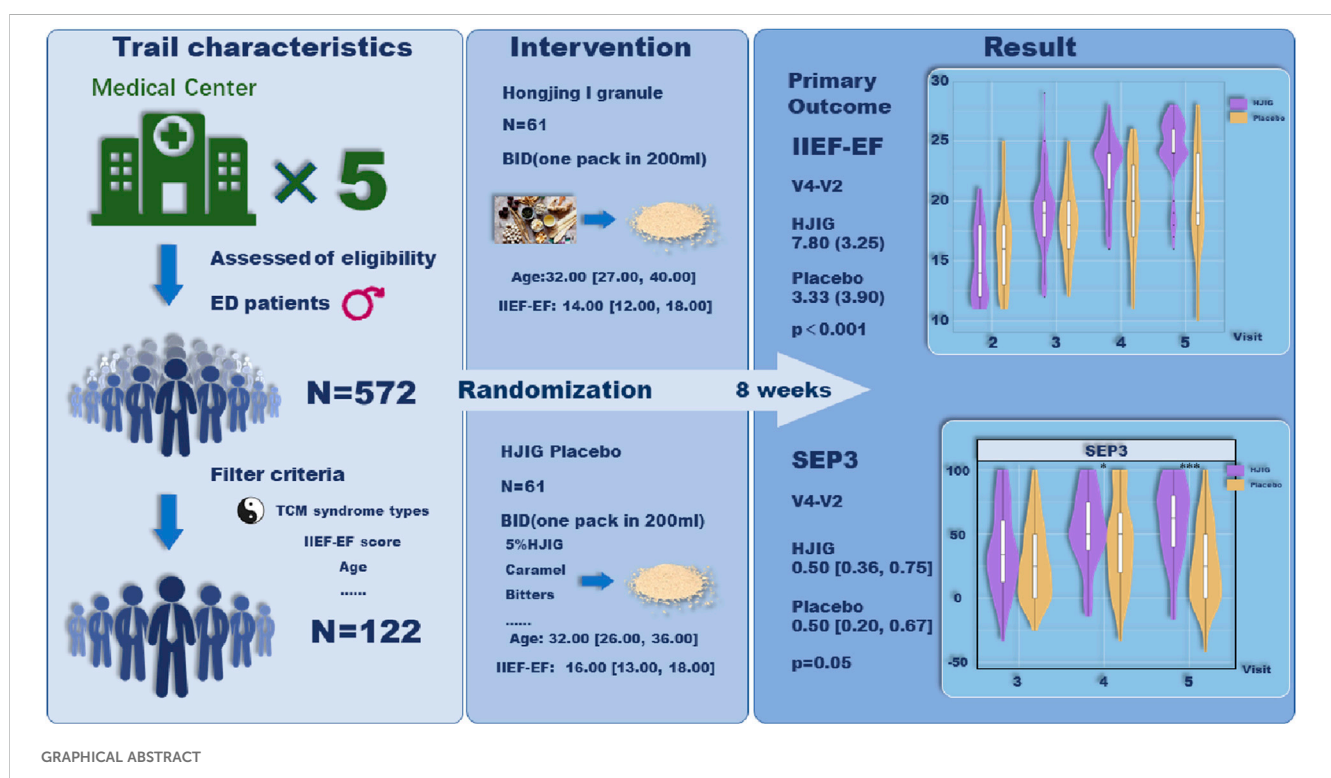 Trail characteristics
Medical Center
× 5
Assessed of eligibility
ED patients
N=572
Filter criteria
TCM syndrome types
IIEF-EF score
Age
......
N=122
Intervention
Hongjing I granule
N=61
BID(one pack in 200ml)
Age:32.00 [27.00, 40.00]
IIEF-EF: 14.00 [12.00, 18.00]
Randomization 8 weeks
HJIG Placebo
N=61
BID(one pack in 200ml)
5%HJIG
Caramel
Bitters
......
Age: 32.00 [26.00, 36.00]
IIEF-EF: 16.00 [13.00, 18.00]
Result
Primary
Outcome
IIEF-EF
V4-V2
HJIG
7.80 (3.25)
Placebo
3.33 (3.90)
p<0.001
30
25
20
15
10
2 3 4 5 Visit
HJIG
Placebo
SEP3
V4-V2
HJIG
0.50 [0.36, 0.75]
Placebo
0.50 [0.20, 0.67]
p=0.05
SEP3
100
50
0
-50
3 4 5 Visit
HJIG
Placebo
GRAPHICAL ABSTRACT